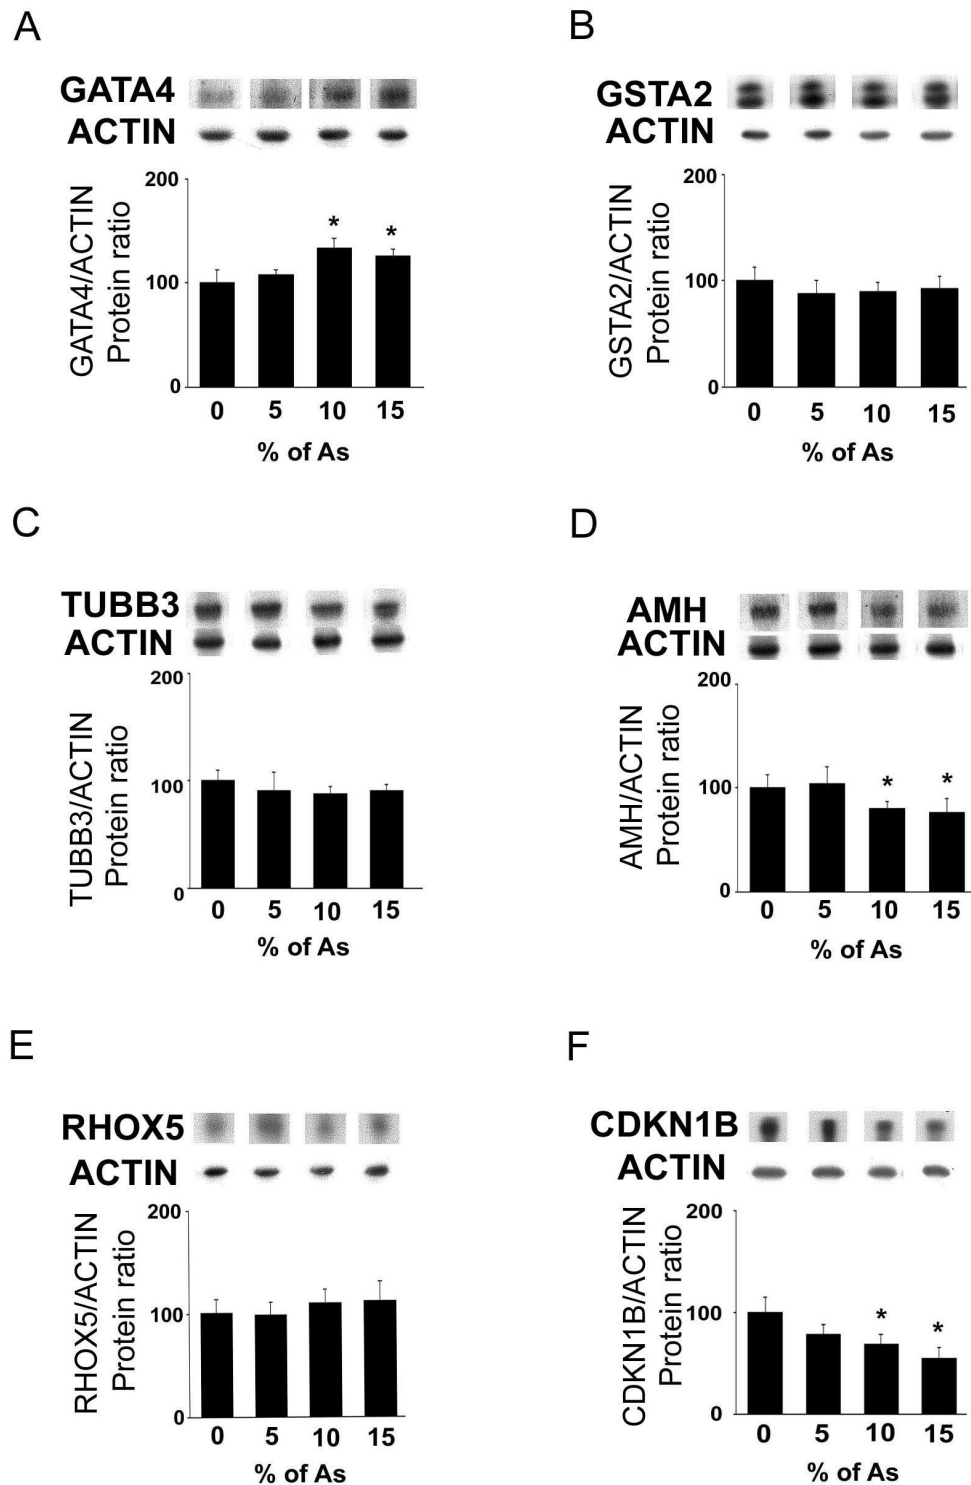 A
GATA4
ACTIN
GATA4/ACTIN
Protein ratio
200
100
0
*
*
0 5 10 15
% of As
B
GSTA2
ACTIN
GSTA2/ACTIN
Protein ratio
200
100
0
0 5 10 15
% of As
C
TUBB3
ACTIN
TUBB3/ACTIN
Protein ratio
200
100
0
0 5 10 15
% of As
D
AMH
ACTIN
AMH/ACTIN
Protein ratio
200
100
0
*
*
0 5 10 15
% of As
E
RHOX5
ACTIN
RHOX5/ACTIN
Protein ratio
200
100
0
0 5 10 15
% of As
F
CDKN1B
ACTIN
CDKN1B/ACTIN
Protein ratio
200
100
0
*
*
0 5 10 15
% of As